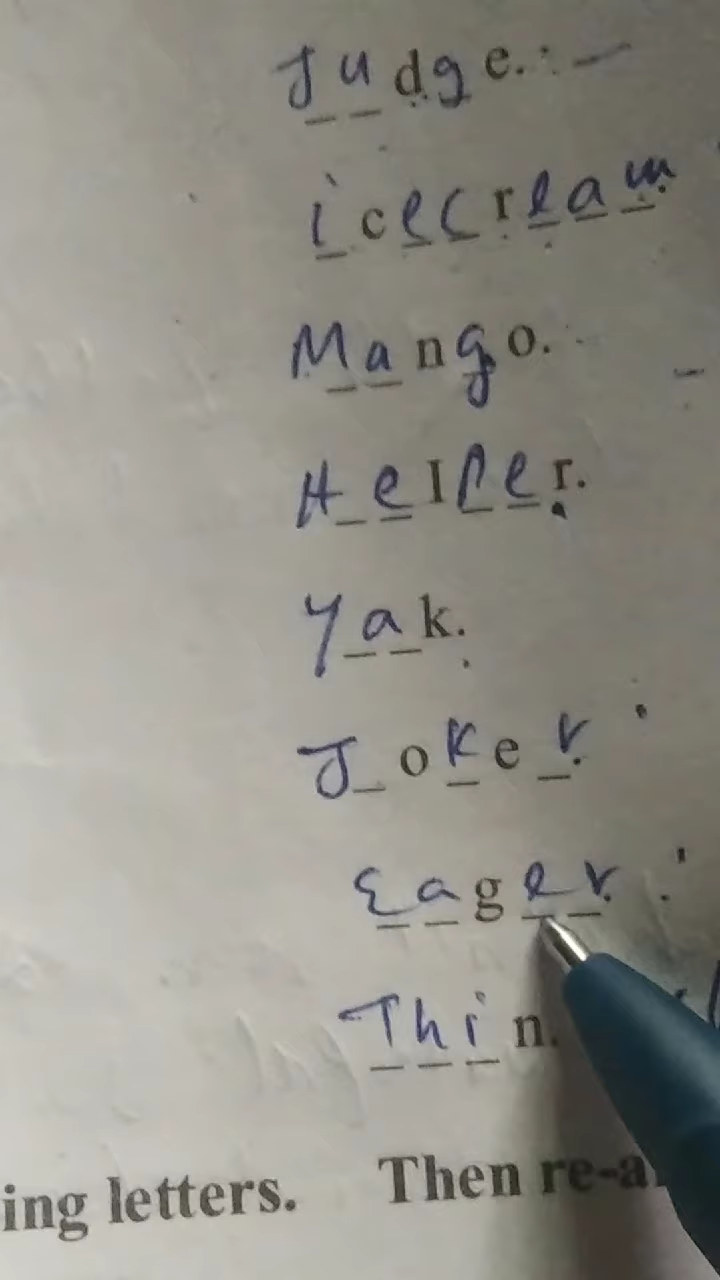 Judge. : —
icecream.
Mango.
Helper.
Yak.
Joker.
Eager.
Thin.
ing letters. Then re-a